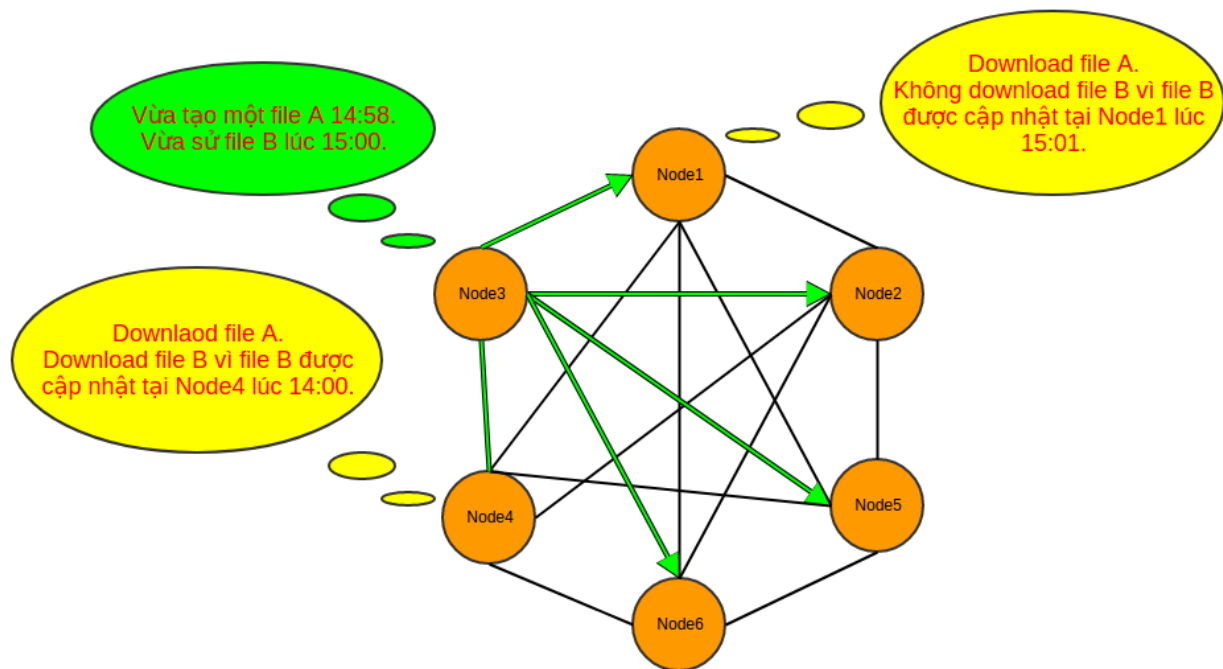 Vừa tạo một file A 14:58.
Vừa sử file B lúc 15:00.
Download file A.
Không download file B vì file B
được cập nhật tại Node1 lúc
15:01.
Node1
Node3
Node2
Downlaod file A.
Download file B vì file B được
cập nhật tại Node4 lúc 14:00.
Node4
Node5
Node6